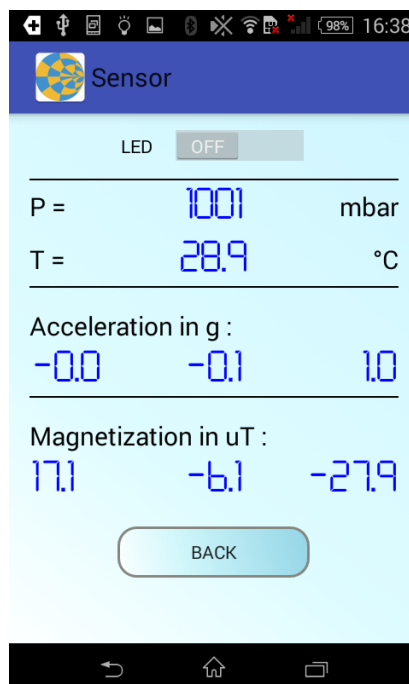 98% 16:38
Sensor
LED OFF
P = 1001 mbar
T = 28.9 °C
Acceleration in g :
-0.0 -0.1 1.0
Magnetization in uT :
17.1 -6.1 -27.9
BACK